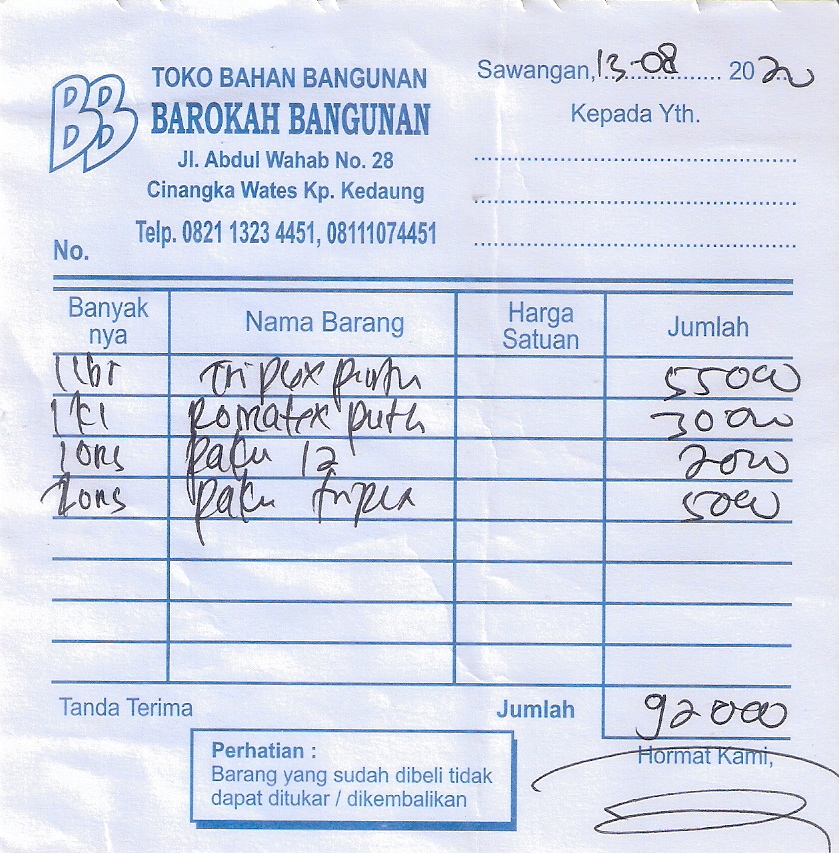 BB
TOKO BAHAN BANGUNAN
BAROKAH BANGUNAN
Jl. Abdul Wahab No. 28
Cinangka Wates Kp. Kedaung
Telp. 0821 1323 4451, 08111074451
No.
Sawangan, 13-08 2020
Kepada Yth.
Banyak nya Nama Barang Harga Satuan Jumlah
1 lbr Triplex putih 55000
1 kl Romatex putih 30000
1 ons paku 12 2000
ons paku triplex 5000
Tanda Terima Jumlah 92000
Perhatian :
Barang yang sudah dibeli tidak
dapat ditukar / dikembalikan
Hormat Kami,